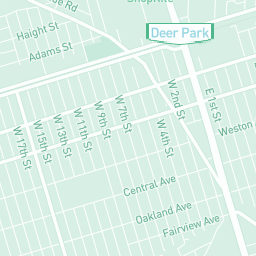 Haight St
Adams St
Deer Park
W 2nd St
E 1st St
W 4th St
W 7th St
W 9th St
W 11th St
W 13th St
W 15th St
W 17th St
Weston
Central Ave
Oakland Ave
Fairview Ave